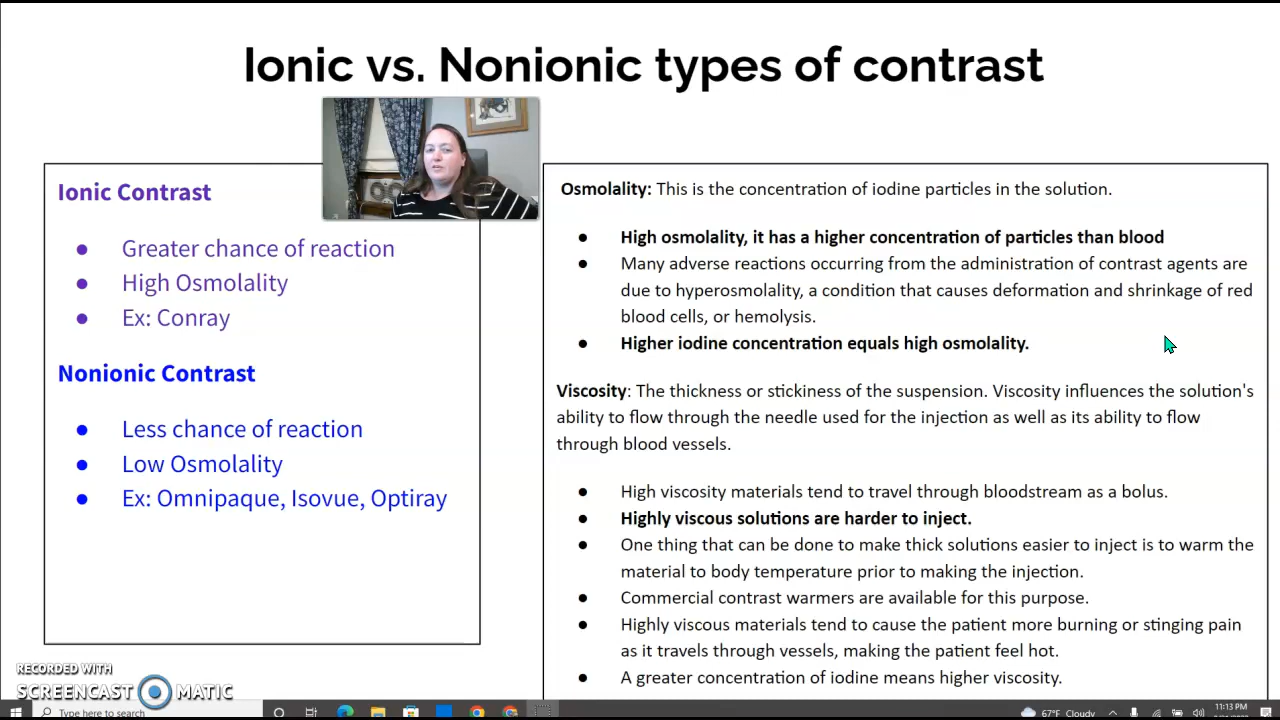 Ionic vs. Nonionic types of contrast
Ionic Contrast
● Greater chance of reaction
● High Osmolality
● Ex: Conray
Nonionic Contrast
● Less chance of reaction
● Low Osmolality
● Ex: Omnipaque, Isovue, Optiray
Osmolality: This is the concentration of iodine particles in the solution.
● High osmolality, it has a higher concentration of particles than blood
● Many adverse reactions occurring from the administration of contrast agents are
due to hyperosmolality, a condition that causes deformation and shrinkage of red
blood cells, or hemolysis.
● Higher iodine concentration equals high osmolality.
Viscosity: The thickness or stickiness of the suspension. Viscosity influences the solution's
ability to flow through the needle used for the injection as well as its ability to flow
through blood vessels.
● High viscosity materials tend to travel through bloodstream as a bolus.
● Highly viscous solutions are harder to inject.
● One thing that can be done to make thick solutions easier to inject is to warm the
material to body temperature prior to making the injection.
● Commercial contrast warmers are available for this purpose.
● Highly viscous materials tend to cause the patient more burning or stinging pain
as it travels through vessels, making the patient feel hot.
● A greater concentration of iodine means higher viscosity.
RECORDED WITH
SCREENCAST MATIC
Type here to search
67°F Cloudy
11:13 PM